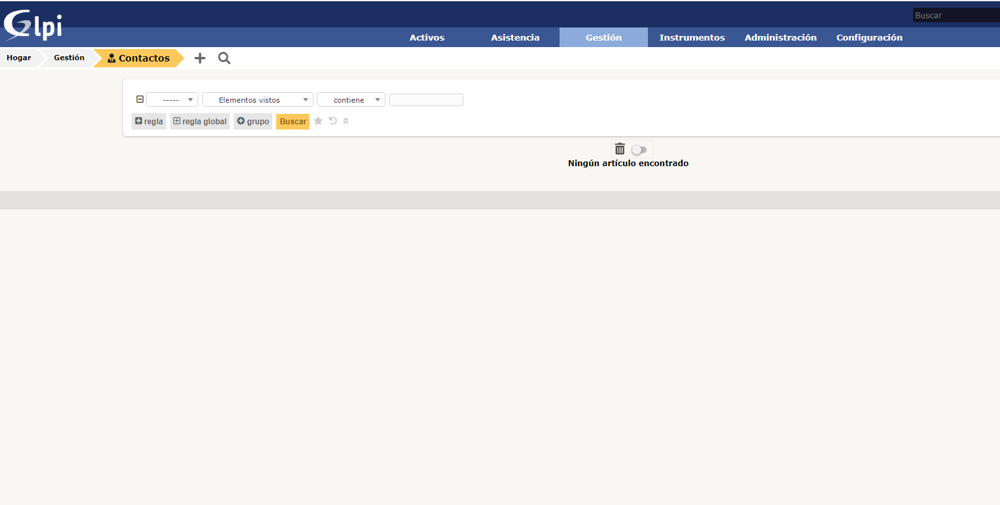 Glpi
Buscar
Activos Asistencia Gestión Instrumentos Administración Configuración
Hogar Gestión Contactos
----- Elementos vistos contiene
regla regla global grupo Buscar
Ningún artículo encontrado